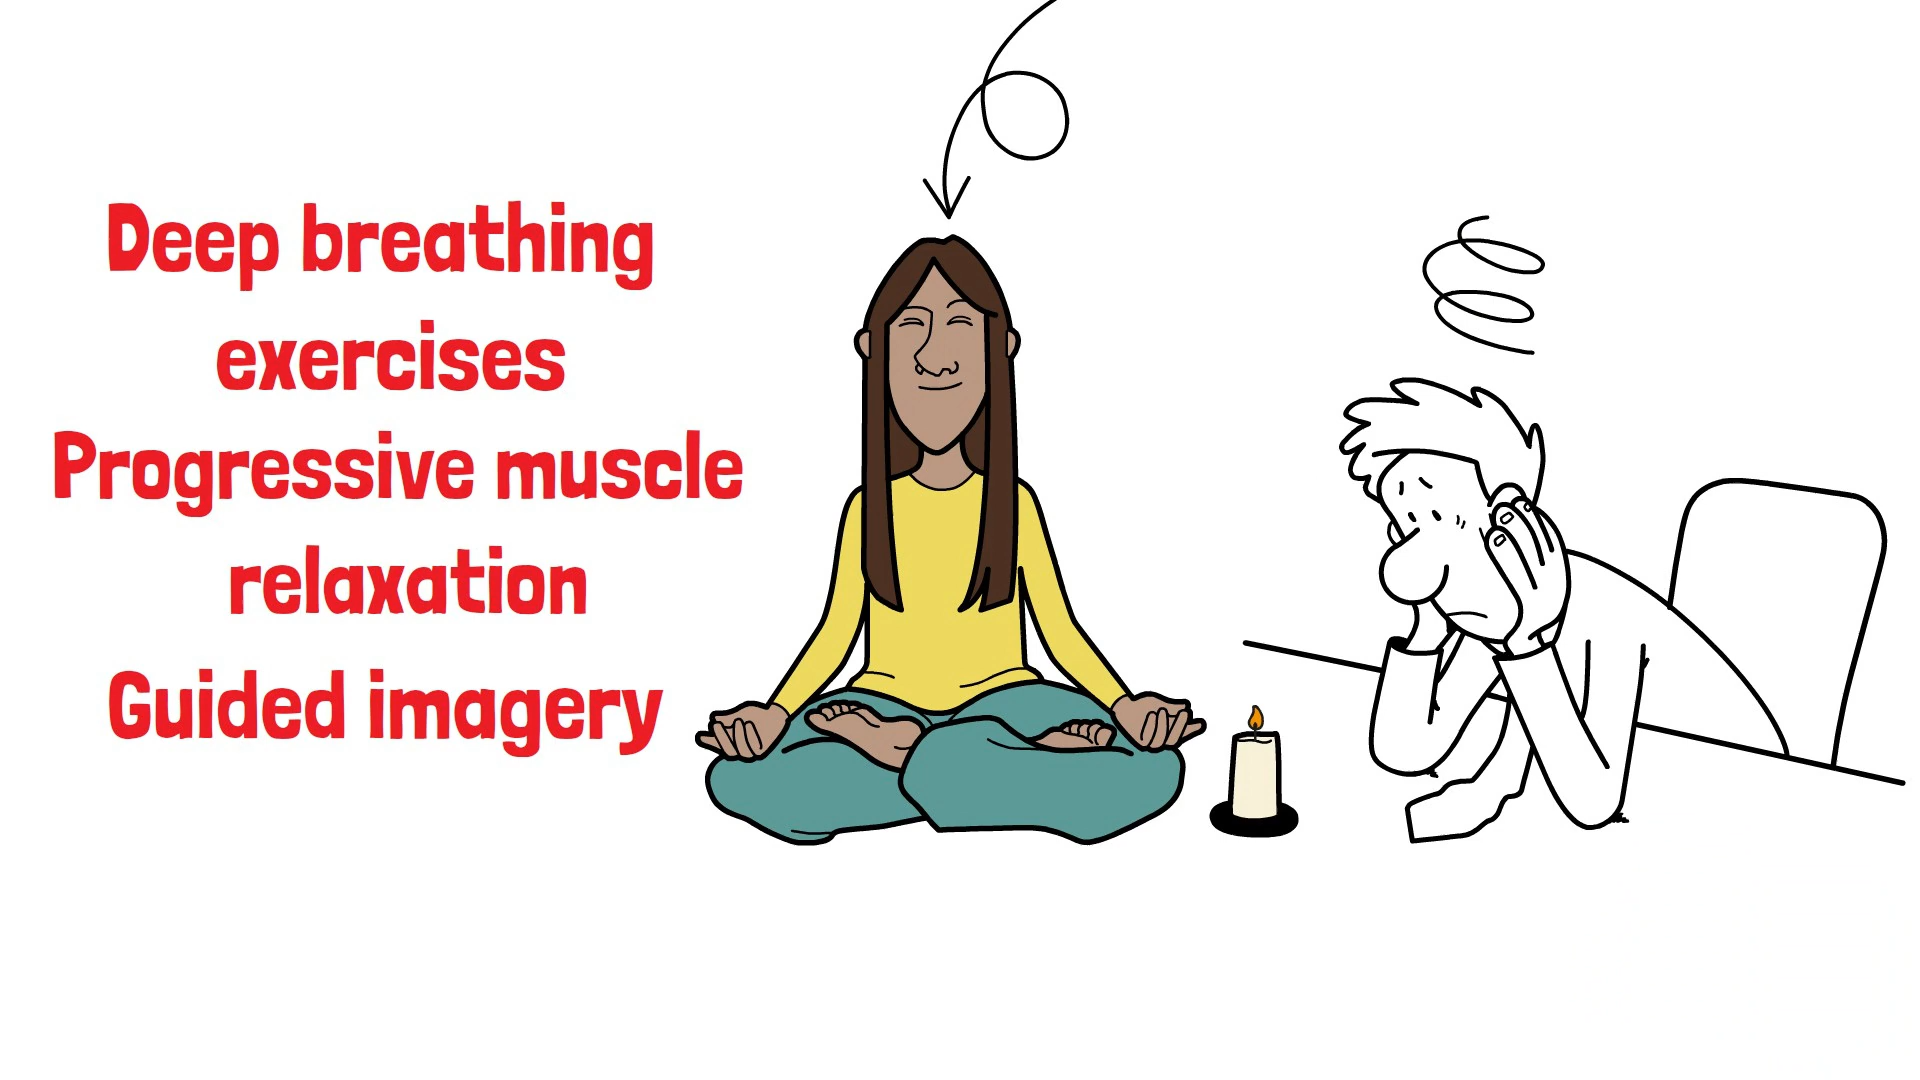 Deep breathing
exercises
Progressive muscle
relaxation
Guided imagery